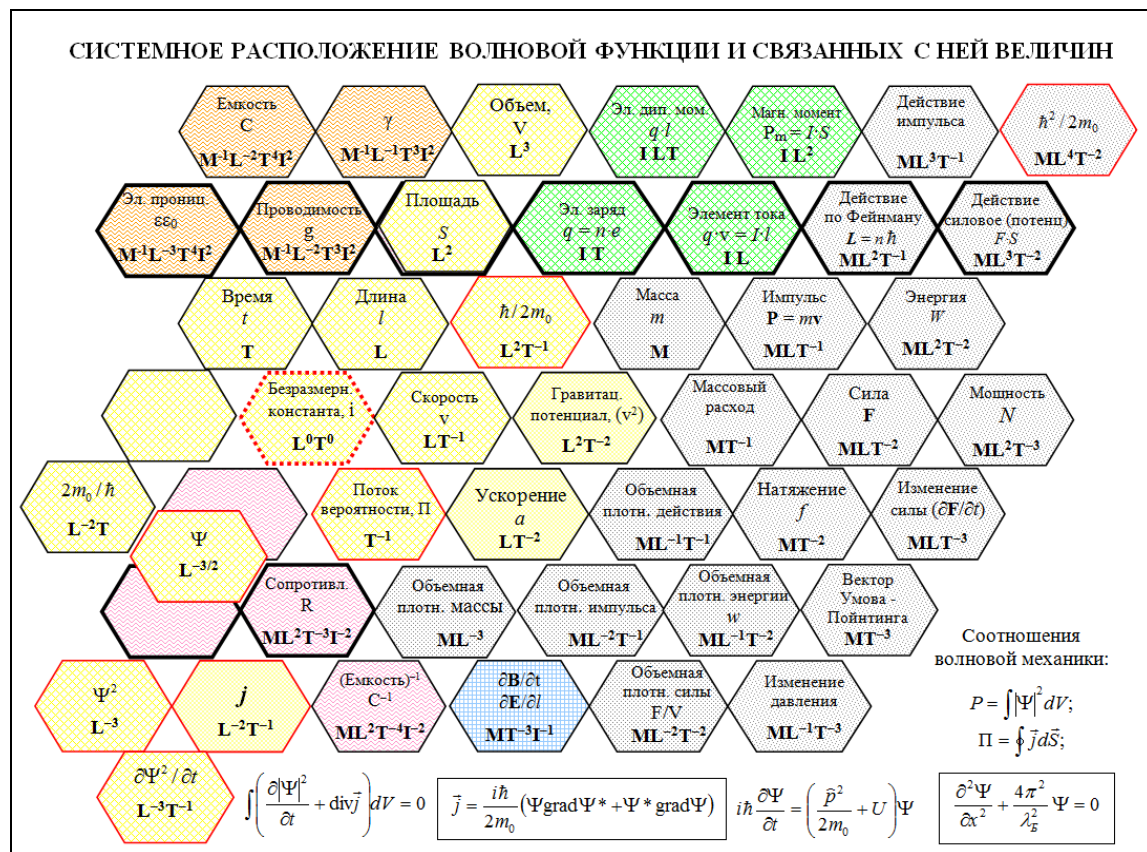 СИСТЕМНОЕ РАСПОЛОЖЕНИЕ ВОЛНОВОЙ ФУНКЦИИ И СВЯЗАННЫХ С НЕЙ ВЕЛИЧИН
Емкость
C
M⁻¹L⁻²T⁴I²
γ
M⁻¹L⁻¹T³I²
Объем,
V
L³
Эл. дип. мом.
q l
I LT
Магн. момент
Pₘ = I·S
I L²
Действие
импульса
ML³T⁻¹
ħ²/2m₀
ML⁴T⁻²
Эл. прониц.
εε₀
M⁻¹L⁻³T⁴I²
Проводимость
g
M⁻¹L⁻²T³I²
Площадь
S
L²
Эл. заряд
q = n·e
I T
Элемент тока
q·v = I·l
I L
Действие
по Фейнману
L = nħ
ML²T⁻¹
Действие
силовое (потенц)
F·S
ML³T⁻²
Время
t
T
Длина
l
L
ħ/2m₀
L²T⁻¹
Масса
m
M
Импульс
P = mv
MLT⁻¹
Энергия
W
ML²T⁻²
Безразмерн.
константа, i
L⁰T⁰
Скорость
v
LT⁻¹
Гравитац.
потенциал, (v²)
L²T⁻²
Массовый
расход
MT⁻¹
Сила
F
MLT⁻²
Мощность
N
ML²T⁻³
2m₀/ħ
L⁻²T
Поток
вероятности, П
T⁻¹
Ускорение
a
LT⁻²
Объемная
плотн. действия
ML⁻¹T⁻¹
Натяжение
f
MT⁻²
Изменение
силы (∂F/∂t)
MLT⁻³
Ψ
L⁻³ᐟ²
Сопротивл.
R
ML²T⁻³I⁻²
Объемная
плотн. массы
ML⁻³
Объемная
плотн. импульса
ML⁻²T⁻¹
Объемная
плотн. энергии
w
ML⁻¹T⁻²
Вектор
Умова -
Пойнтинга
MT⁻³
Ψ²
L⁻³
j
L⁻²T⁻¹
(Емкость)⁻¹
C⁻¹
ML²T⁻⁴I⁻²
∂B/∂t
∂E/∂l
MT⁻³I⁻¹
Объемная
плотн. силы
F/V
ML⁻²T⁻²
Изменение
давления
ML⁻¹T⁻³
Соотношения
волновой механики:
P = ∫|Ψ|² dV;
Π = ∮ j⃗dS⃗;
∂Ψ²/∂t
L⁻³T⁻¹
∫(∂|Ψ|²/∂t + div j⃗)dV = 0
j⃗ = iħ/2m₀ (Ψ grad Ψ* + Ψ* grad Ψ)
iħ ∂Ψ/∂t = (p̂²/2m₀ + U)Ψ
∂²Ψ/∂x² + 4π²/λ_Б² Ψ = 0